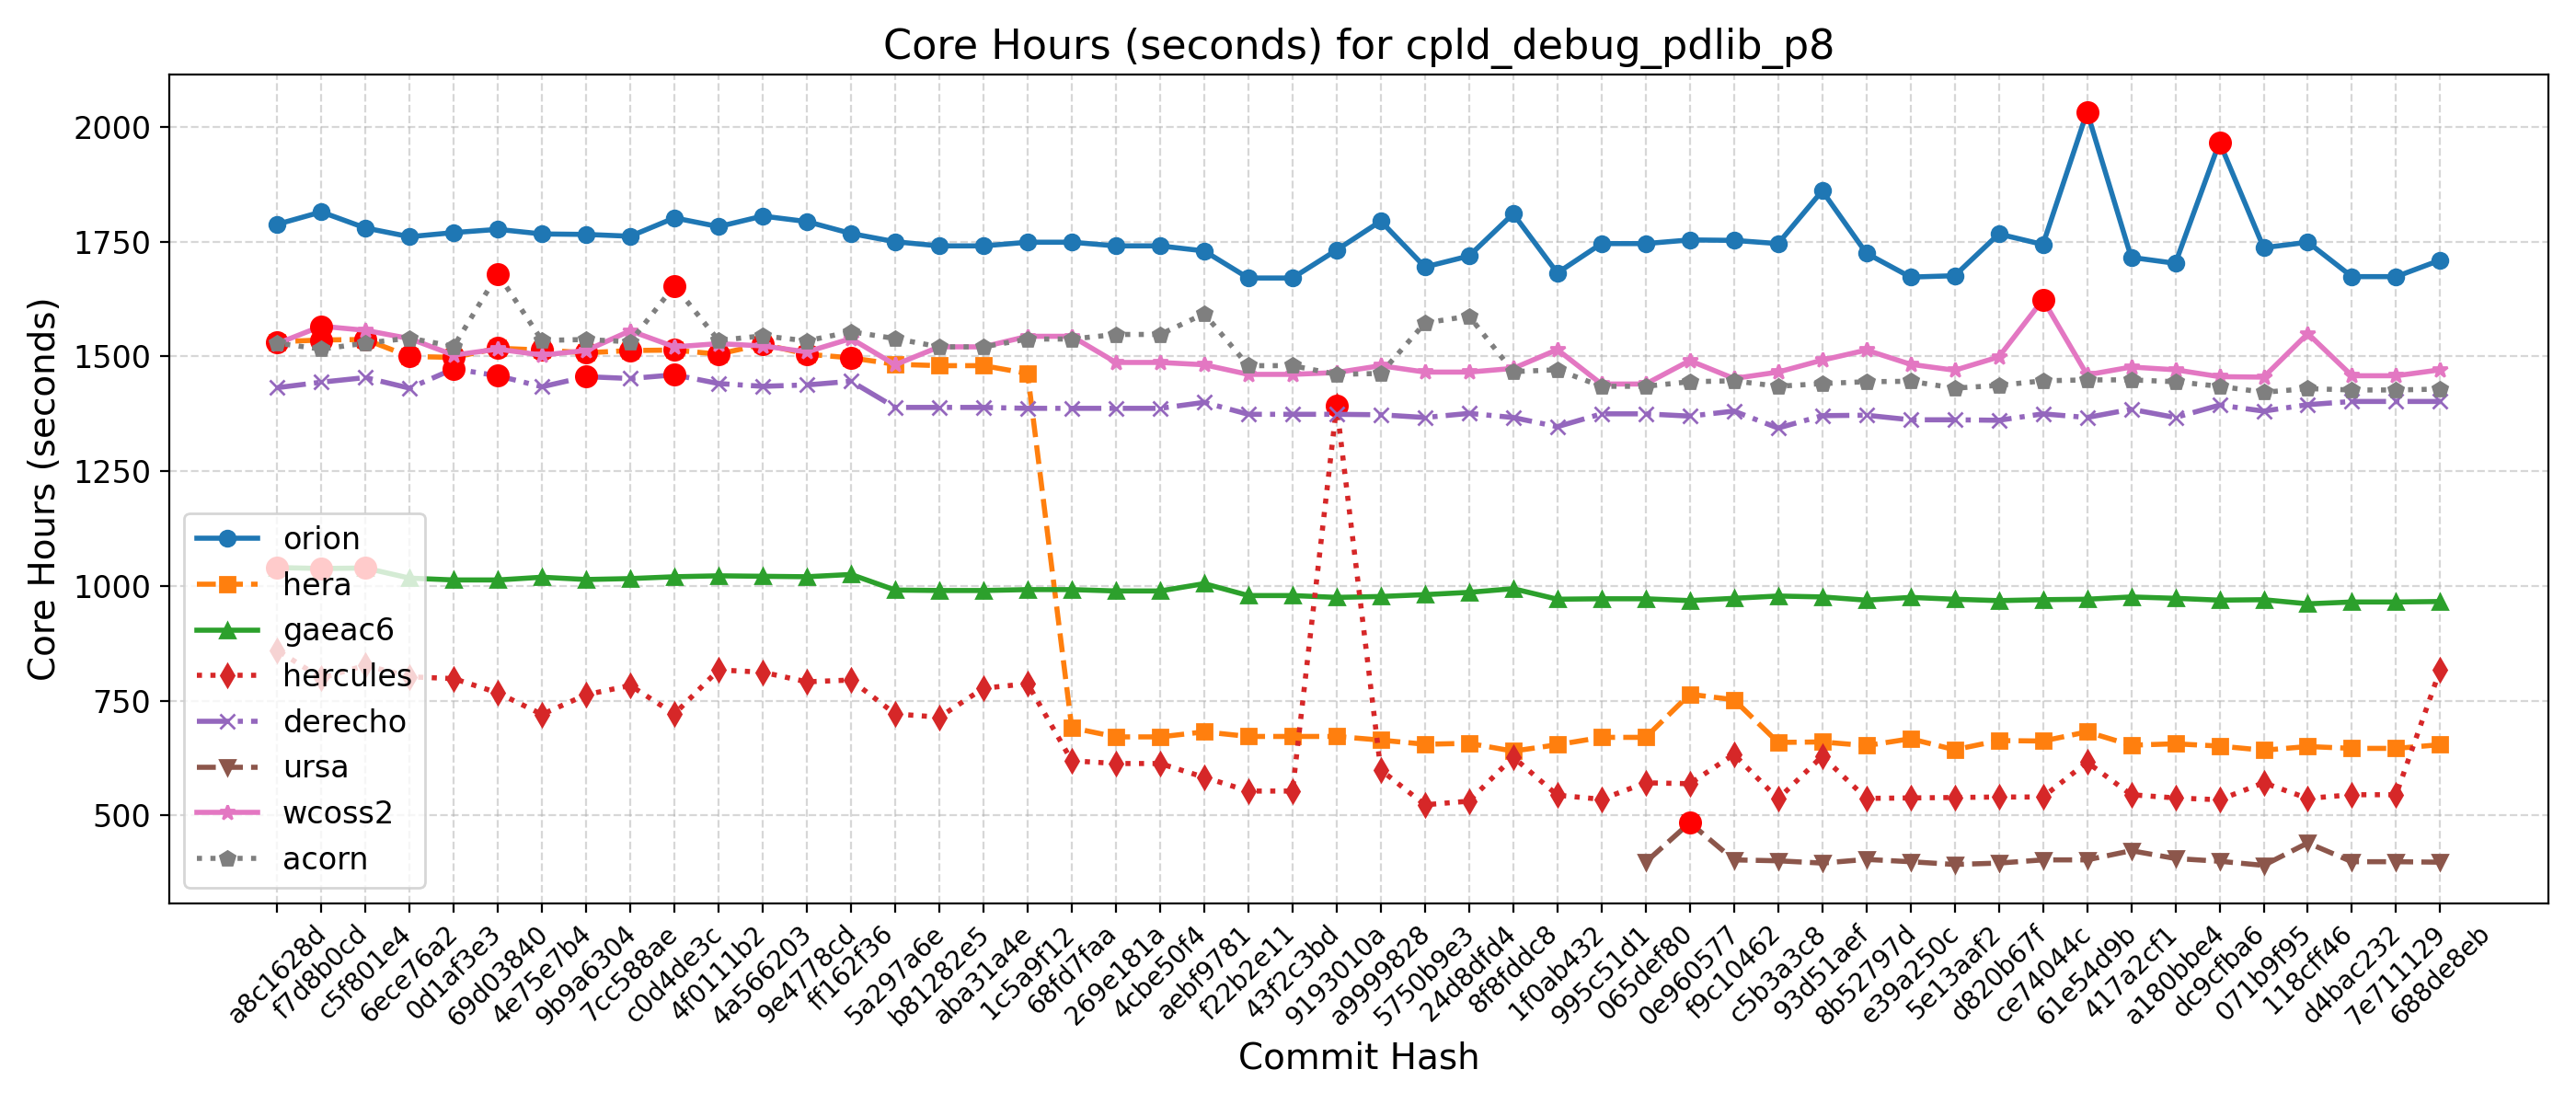 Core Hours (seconds) for cpld_debug_pdlib_p8
Core Hours (seconds)
2000
1750
1500
1250
1000
750
500
orion
hera
gaeac6
hercules
derecho
ursa
wcoss2
acorn
a8c1628d
f7d8b0cd
c5f801e4
6ece76a2
0d1af3e3
69d03840
4e75e7b4
9b9a6304
7cc588ae
c0d4de3c
4f0111b2
4a566203
9e4778cd
ff162f36
5a297a6e
b81282e5
aba31a4e
1c5a9f12
68fd7faa
269e181a
4cbe50f4
aebf9781
f22b2e11
43f2c3bd
9193010a
a9999828
5750b9e3
24d8dfd4
8f8fddc8
1f0ab432
995c51d1
065def80
0e960577
f9c10462
c5b3a3c8
93d51aef
8b52797d
e39a250c
5e13aaf2
d820b67f
ce74044c
61e54d9b
417a2cf1
a180bbe4
dc9cfba6
071b9f95
118cff46
d4bac232
7e711129
688de8eb
Commit Hash